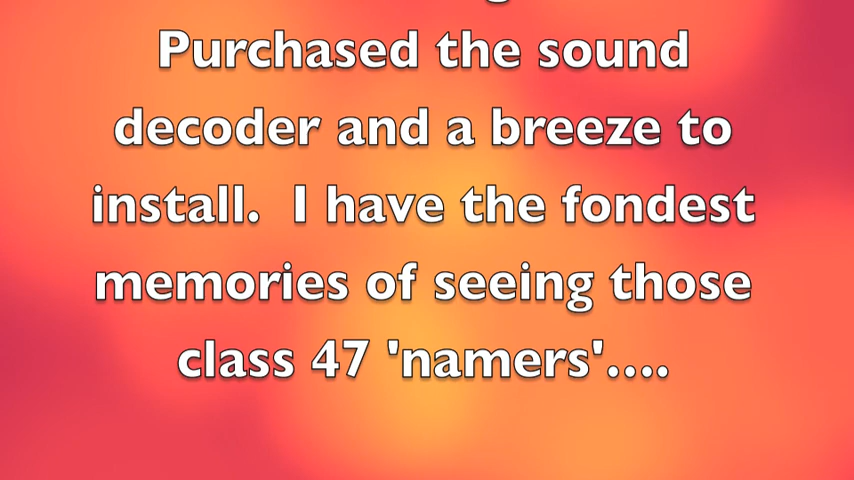 Purchased the sound
decoder and a breeze to
install.  I have the fondest
memories of seeing those
class 47 'namers'....